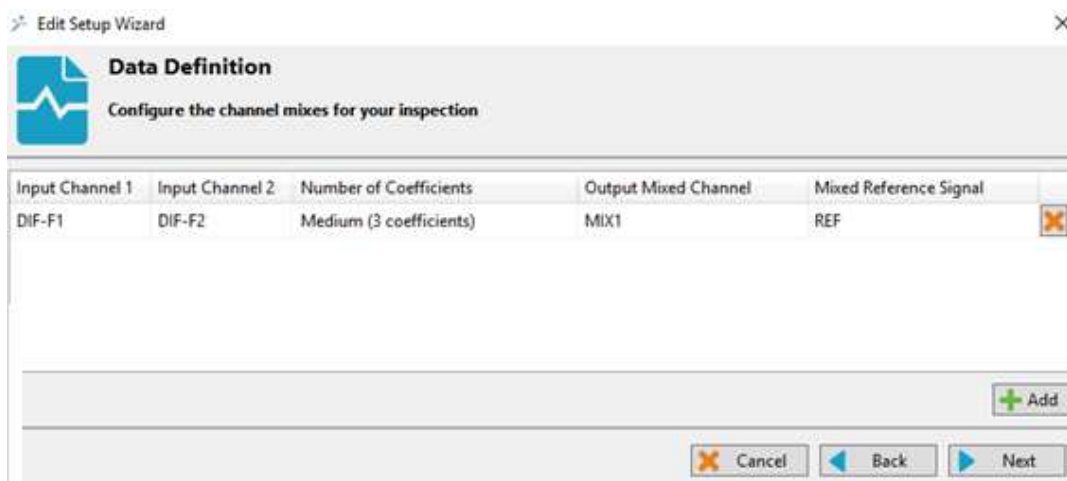 Edit Setup Wizard
Data Definition
Configure the channel mixes for your inspection
Input Channel 1 Input Channel 2 Number of Coefficients Output Mixed Channel Mixed Reference Signal
DIF-F1 DIF-F2 Medium (3 coefficients) MIX1 REF
Add
Cancel Back Next